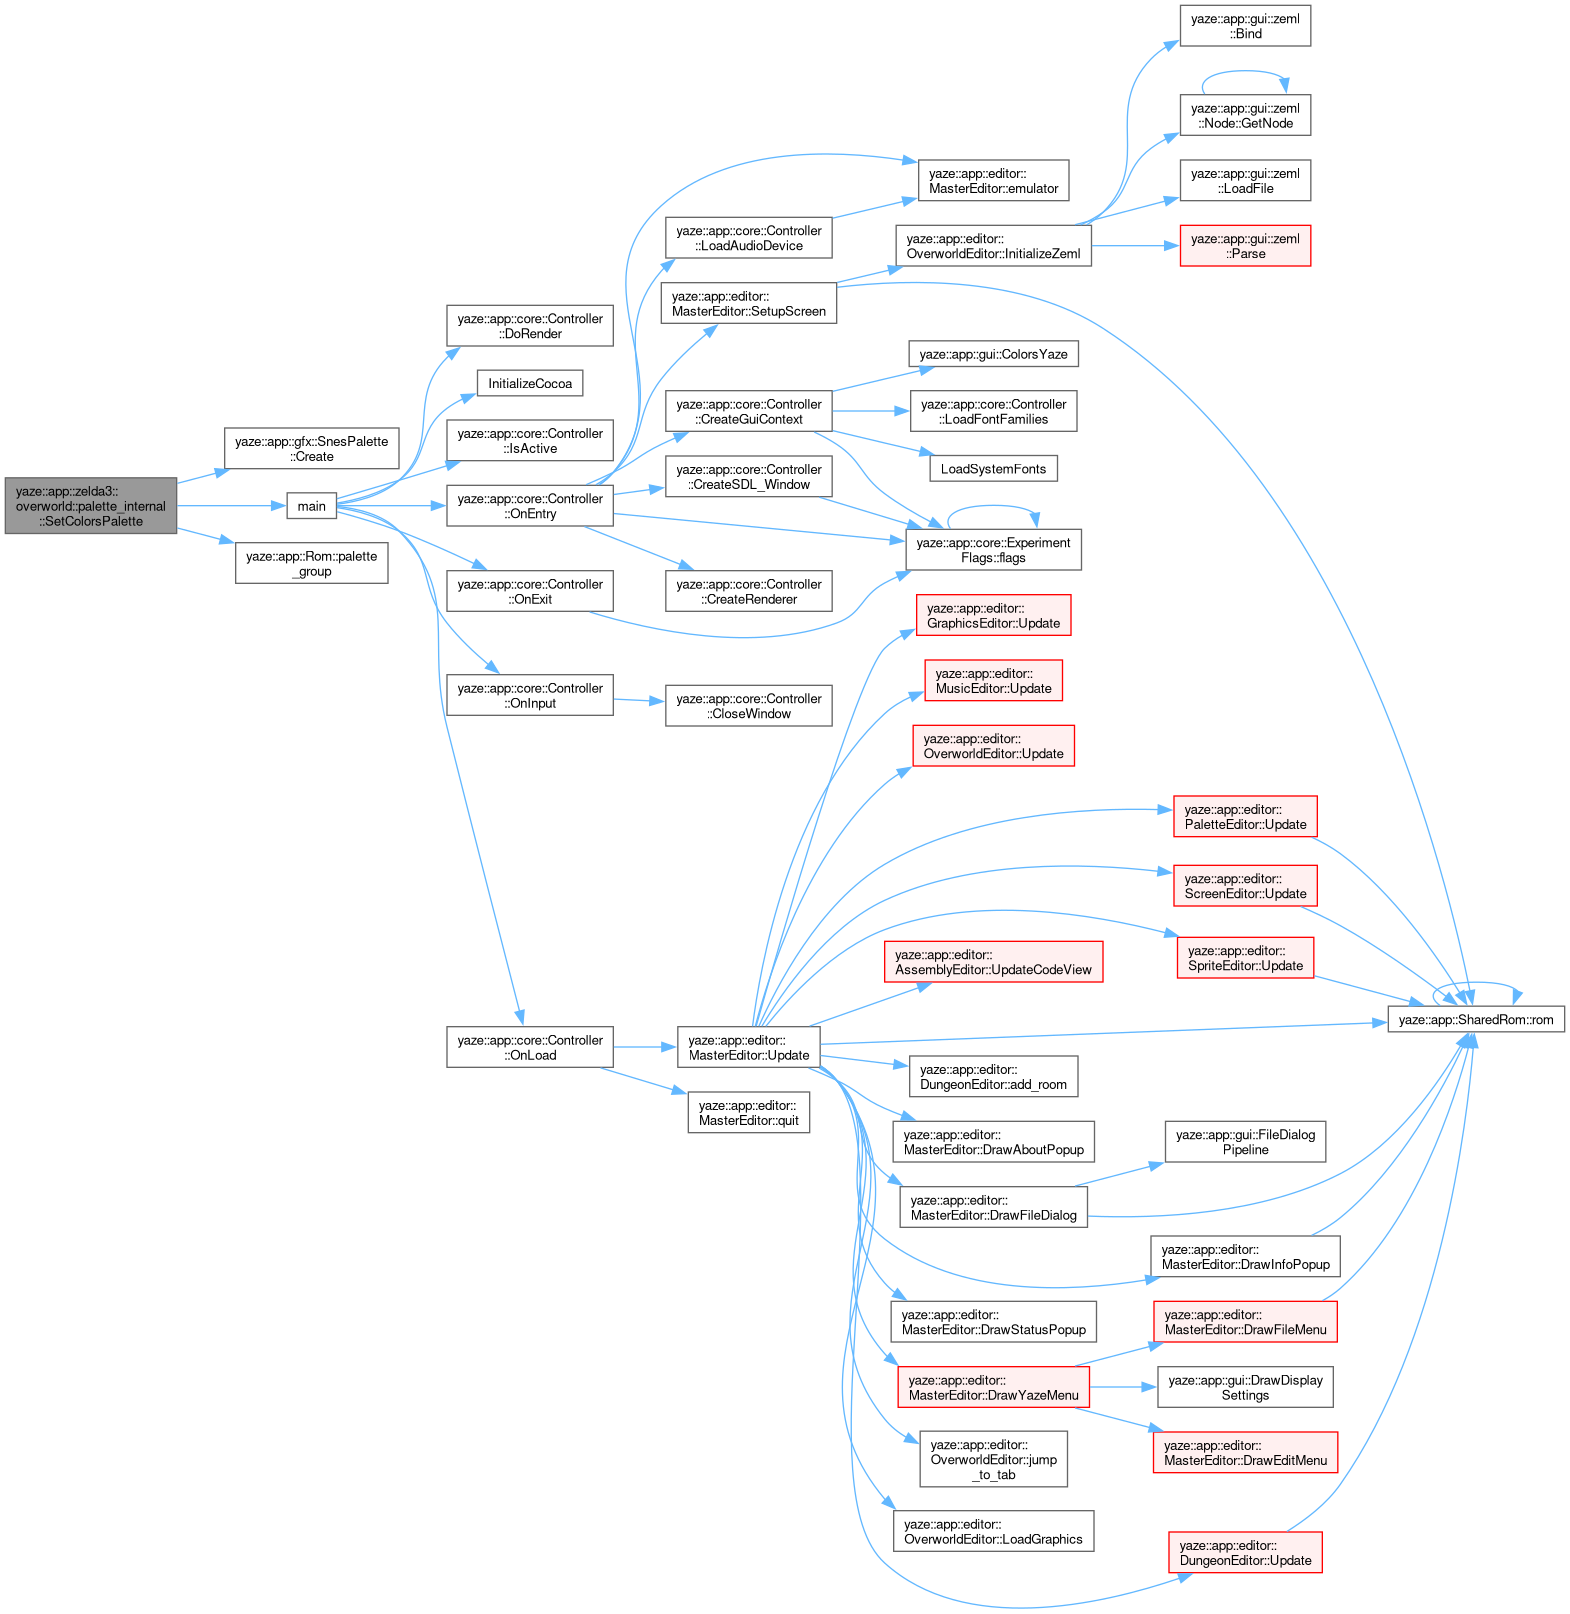 yaze::app::zelda3::
overworld::palette_internal
::SetColorsPalette
yaze::app::gfx::SnesPalette
::Create
main
yaze::app::Rom::palette
_group
yaze::app::core::Controller
::DoRender
InitializeCocoa
yaze::app::core::Controller
::IsActive
yaze::app::core::Controller
::OnEntry
yaze::app::core::Controller
::OnExit
yaze::app::core::Controller
::OnInput
yaze::app::core::Controller
::OnLoad
yaze::app::core::Controller
::LoadAudioDevice
yaze::app::editor::
MasterEditor::SetupScreen
yaze::app::core::Controller
::CreateGuiContext
yaze::app::core::Controller
::CreateSDL_Window
yaze::app::core::Controller
::CreateRenderer
yaze::app::core::Controller
::CloseWindow
yaze::app::editor::
MasterEditor::Update
yaze::app::editor::
MasterEditor::quit
yaze::app::editor::
MasterEditor::emulator
yaze::app::editor::
OverworldEditor::InitializeZeml
yaze::app::gui::ColorsYaze
yaze::app::core::Controller
::LoadFontFamilies
LoadSystemFonts
yaze::app::core::Experiment
Flags::flags
yaze::app::editor::
GraphicsEditor::Update
yaze::app::editor::
MusicEditor::Update
yaze::app::editor::
OverworldEditor::Update
yaze::app::editor::
AssemblyEditor::UpdateCodeView
yaze::app::editor::
DungeonEditor::add_room
yaze::app::editor::
MasterEditor::DrawAboutPopup
yaze::app::editor::
MasterEditor::DrawFileDialog
yaze::app::editor::
MasterEditor::DrawStatusPopup
yaze::app::editor::
MasterEditor::DrawYazeMenu
yaze::app::editor::
OverworldEditor::jump
_to_tab
yaze::app::editor::
OverworldEditor::LoadGraphics
yaze::app::gui::zeml
::Bind
yaze::app::gui::zeml
::Node::GetNode
yaze::app::gui::zeml
::LoadFile
yaze::app::gui::zeml
::Parse
yaze::app::editor::
PaletteEditor::Update
yaze::app::editor::
ScreenEditor::Update
yaze::app::editor::
SpriteEditor::Update
yaze::app::gui::FileDialog
Pipeline
yaze::app::editor::
MasterEditor::DrawInfoPopup
yaze::app::editor::
MasterEditor::DrawFileMenu
yaze::app::gui::DrawDisplay
Settings
yaze::app::editor::
MasterEditor::DrawEditMenu
yaze::app::editor::
DungeonEditor::Update
yaze::app::SharedRom::rom